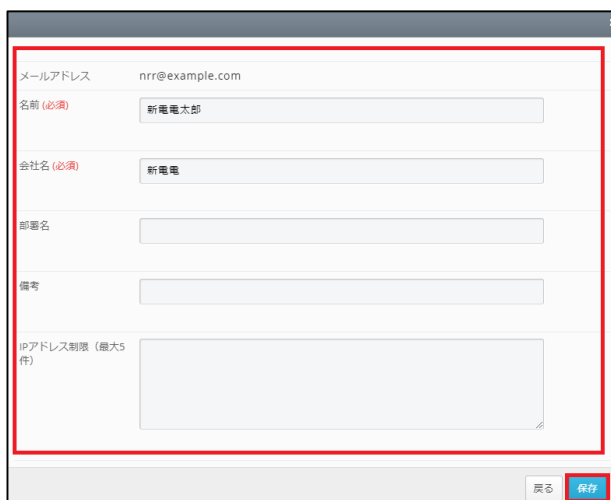 メールアドレス nrr@example.com
名前 (必須) 新電電太郎
会社名 (必須) 新電電
部署名
備考
IPアドレス制限（最大5
件）
戻る 保存